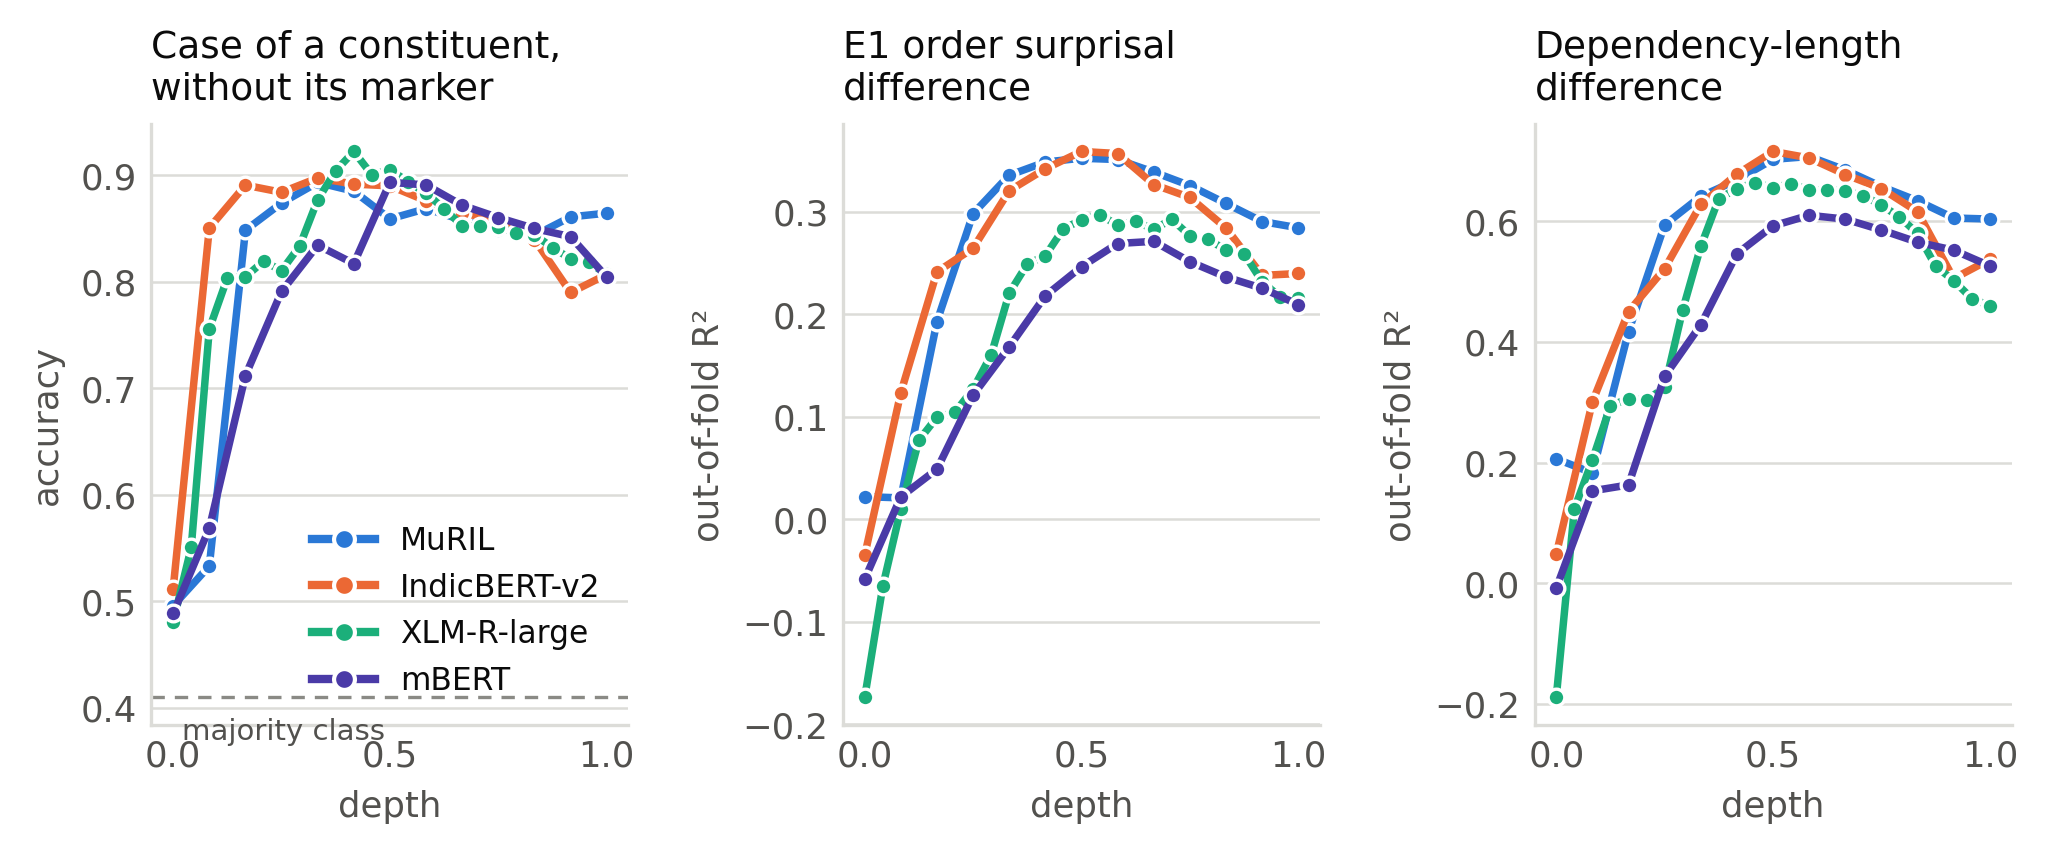 Case of a constituent,
without its marker
E1 order surprisal
difference
Dependency-length
difference
accuracy
0.9
0.8
0.7
0.6
0.5
0.4
MuRIL
IndicBERT-v2
XLM-R-large
mBERT
majority class
0.0 0.5 1.0
depth
out-of-fold R²
0.3
0.2
0.1
0.0
−0.1
−0.2
0.0 0.5 1.0
depth
out-of-fold R²
0.6
0.4
0.2
0.0
−0.2
0.0 0.5 1.0
depth